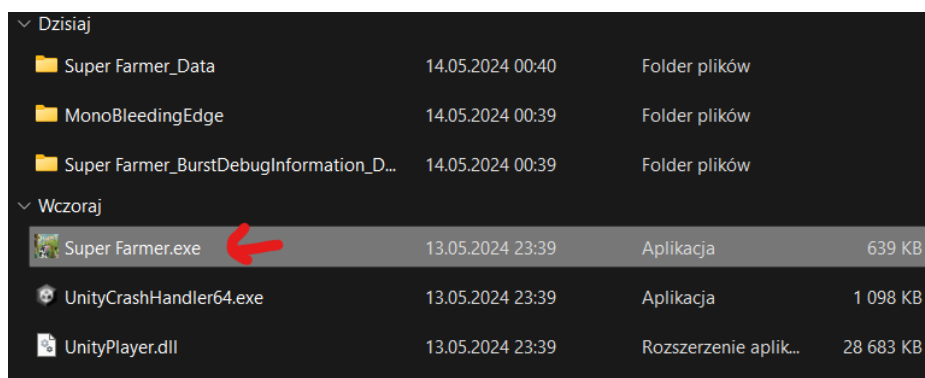 Dzisiaj
Super Farmer_Data 14.05.2024 00:40 Folder plików
MonoBleedingEdge 14.05.2024 00:39 Folder plików
Super Farmer_BurstDebugInformation_D... 14.05.2024 00:39 Folder plików
Wczoraj
Super Farmer.exe 13.05.2024 23:39 Aplikacja 639 KB
UnityCrashHandler64.exe 13.05.2024 23:39 Aplikacja 1 098 KB
UnityPlayer.dll 13.05.2024 23:39 Rozszerzenie aplik... 28 683 KB